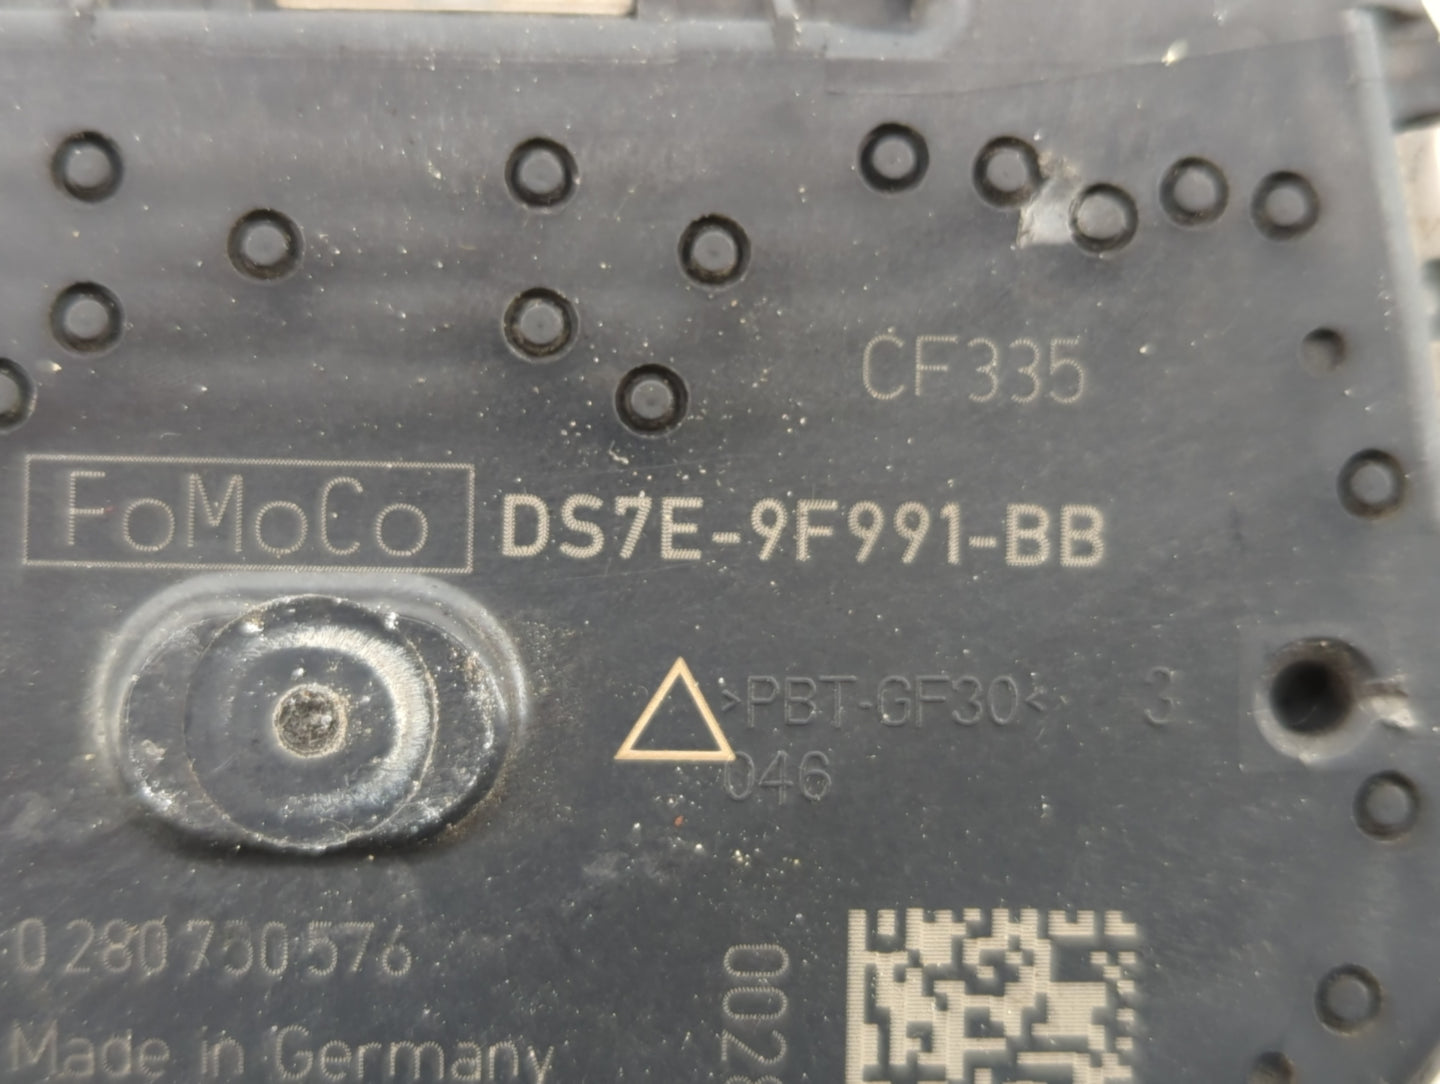 CF335
FoMoCo DS7E-9F991-BB
>PBT-GF30< 3
046
0 280 750 576
Made in Germany